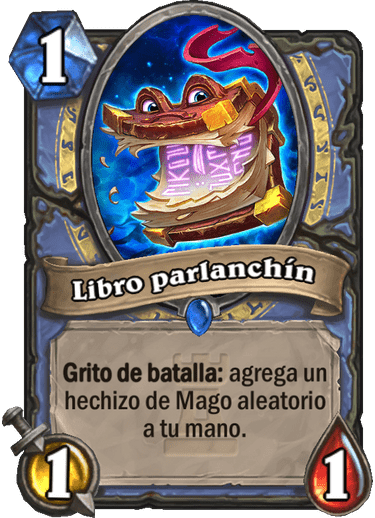 1
Libro parlanchín
Grito de batalla: agrega un
hechizo de Mago aleatorio
a tu mano.
1
1